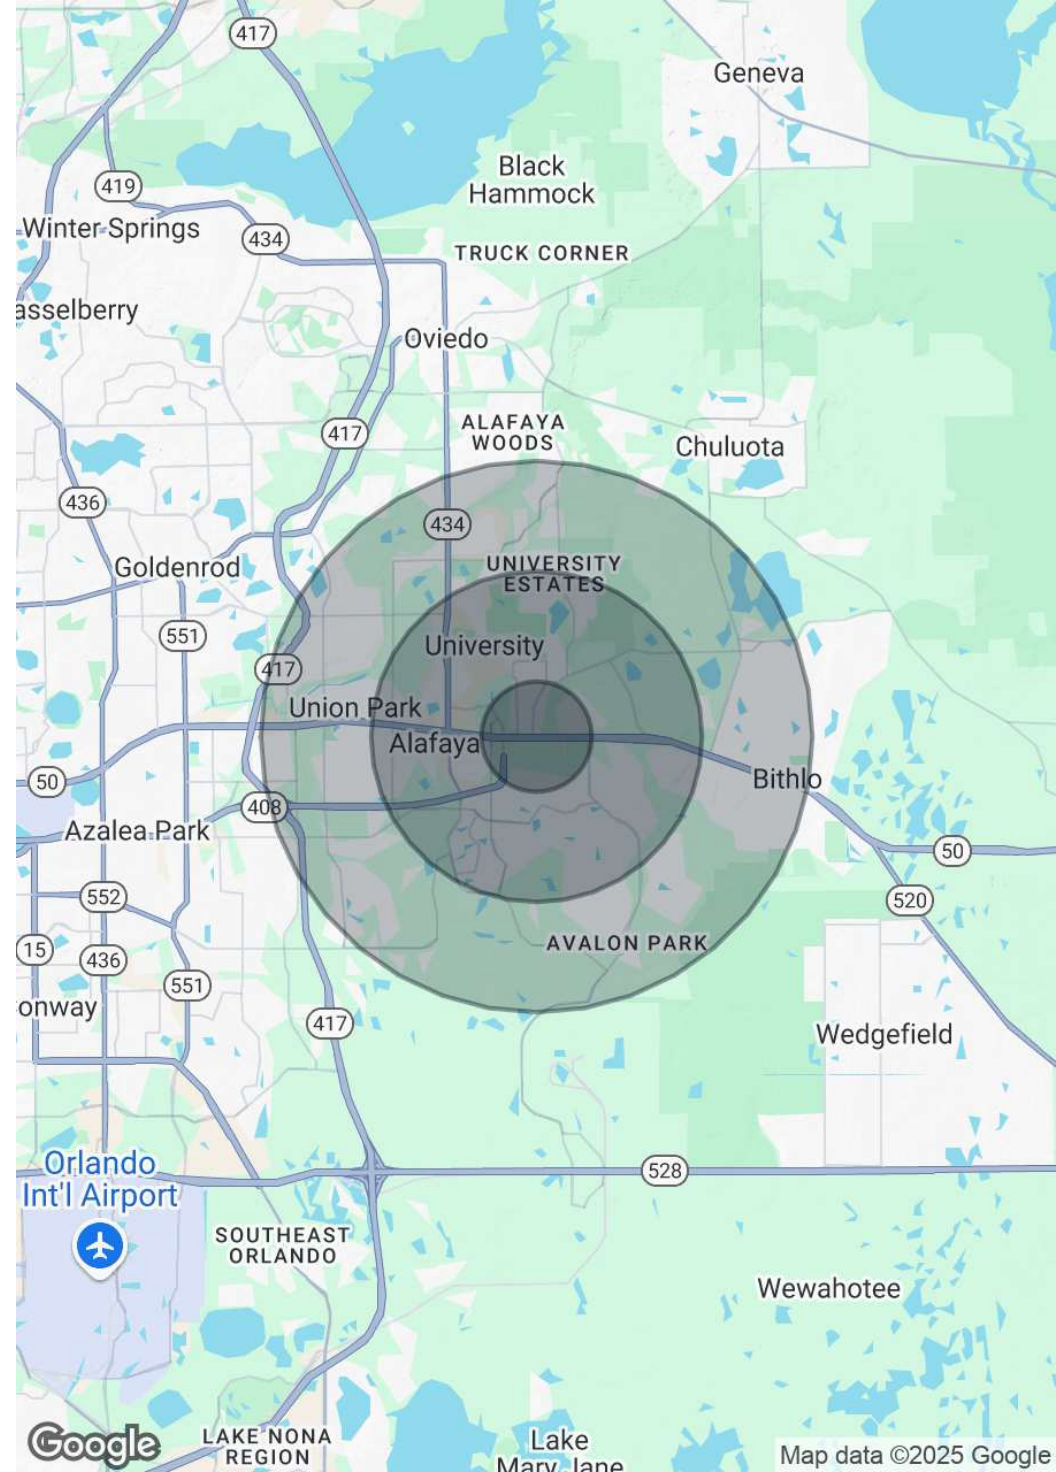 417
Geneva
Black
Hammock
419
Winter Springs
434
TRUCK CORNER
asselberry
Oviedo
ALAFAYA
WOODS
417
Chuluota
436
434
Goldenrod
UNIVERSITY
ESTATES
551
University
417
Union Park
Alafaya
50
Bithlo
408
Azalea Park
50
552
520
15
436
AVALON PARK
551
onway
417
Wedgefield
Orlando
Int'l Airport
528
SOUTHEAST
ORLANDO
Wewahotee
LAKE NONA
REGION
Lake
Mary Jane
Google
Map data ©2025 Google